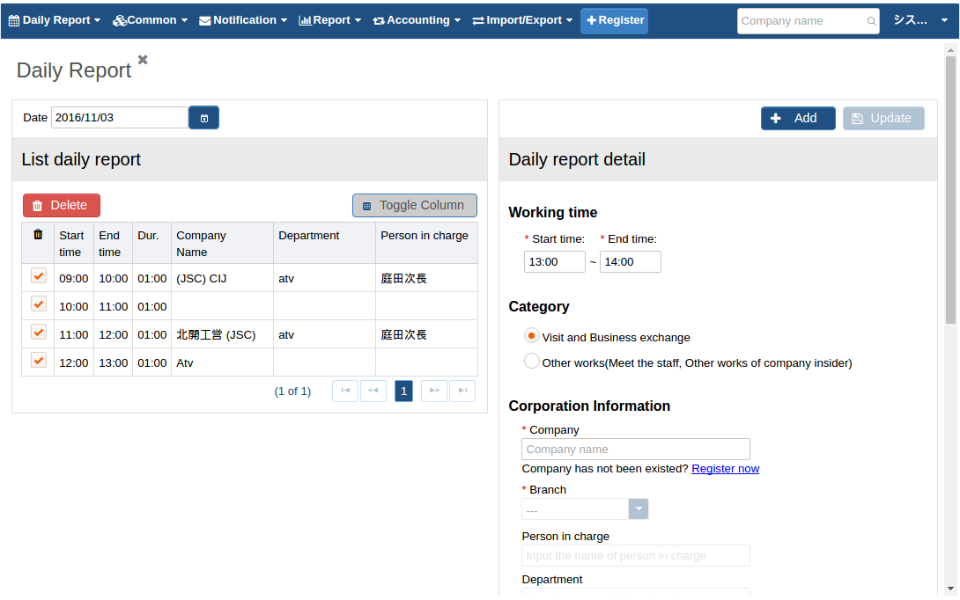 Daily Report Common Notification Report Accounting Import/Export Register Company name シス...
Daily Report
Date 2016/11/03
List daily report
Delete Toggle Column
Start time End time Dur. Company Name Department Person in charge
09:00 10:00 01:00 (JSC) CIJ atv 庭田次長
10:00 11:00 01:00
11:00 12:00 01:00 北開工営 (JSC) atv 庭田次長
12:00 13:00 01:00 Atv
(1 of 1) 1
Add Update
Daily report detail
Working time
* Start time: * End time:
13:00 ~ 14:00
Category
Visit and Business exchange
Other works(Meet the staff, Other works of company insider)
Corporation Information
* Company
Company name
Company has not been existed? Register now
* Branch
---
Person in charge
Input the name of person in charge
Department